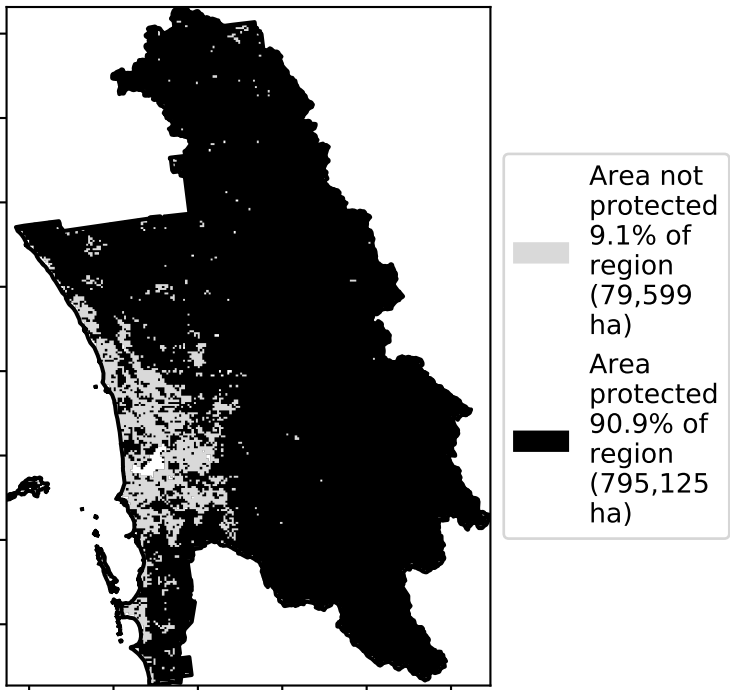 Area not
protected
9.1% of
region
(79,599
ha)
Area
protected
90.9% of
region
(795,125
ha)